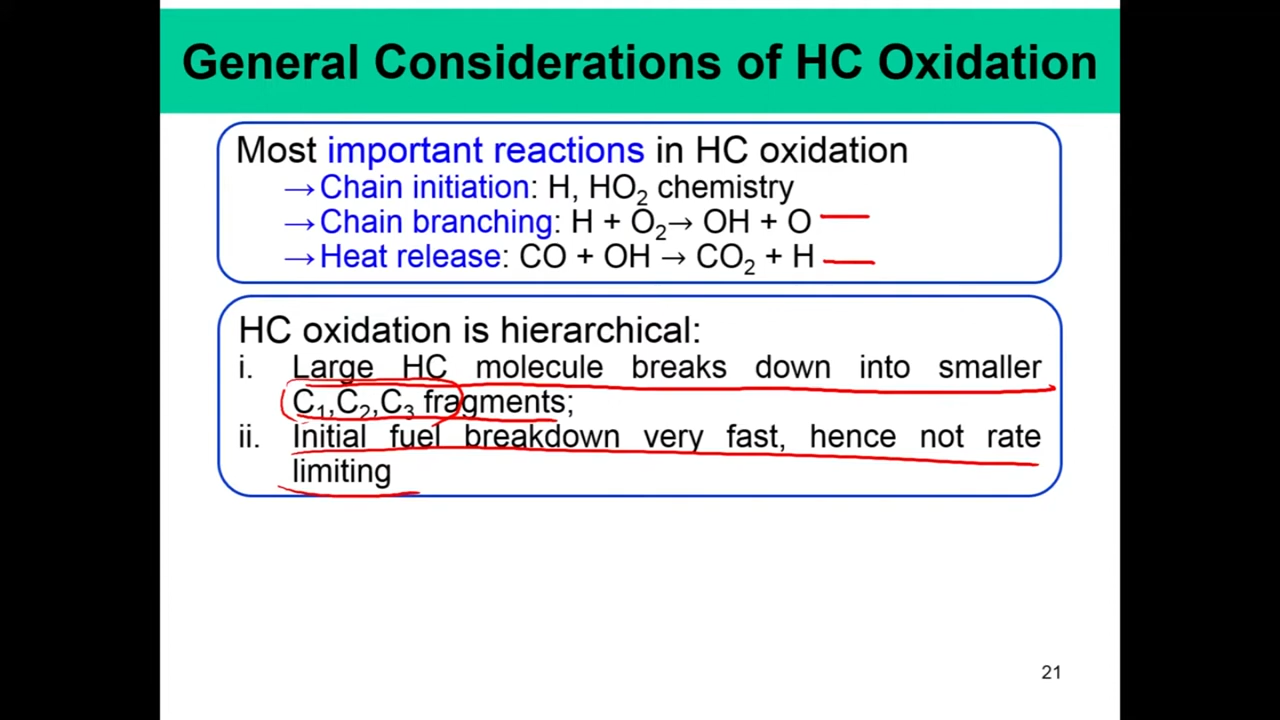 General Considerations of HC Oxidation
Most important reactions in HC oxidation
→Chain initiation: H, HO₂ chemistry
→Chain branching: H + O₂→ OH + O
→Heat release: CO + OH → CO₂ + H
HC oxidation is hierarchical:
i. Large HC molecule breaks down into smaller
C₁,C₂,C₃ fragments;
ii. Initial fuel breakdown very fast, hence not rate
limiting
21